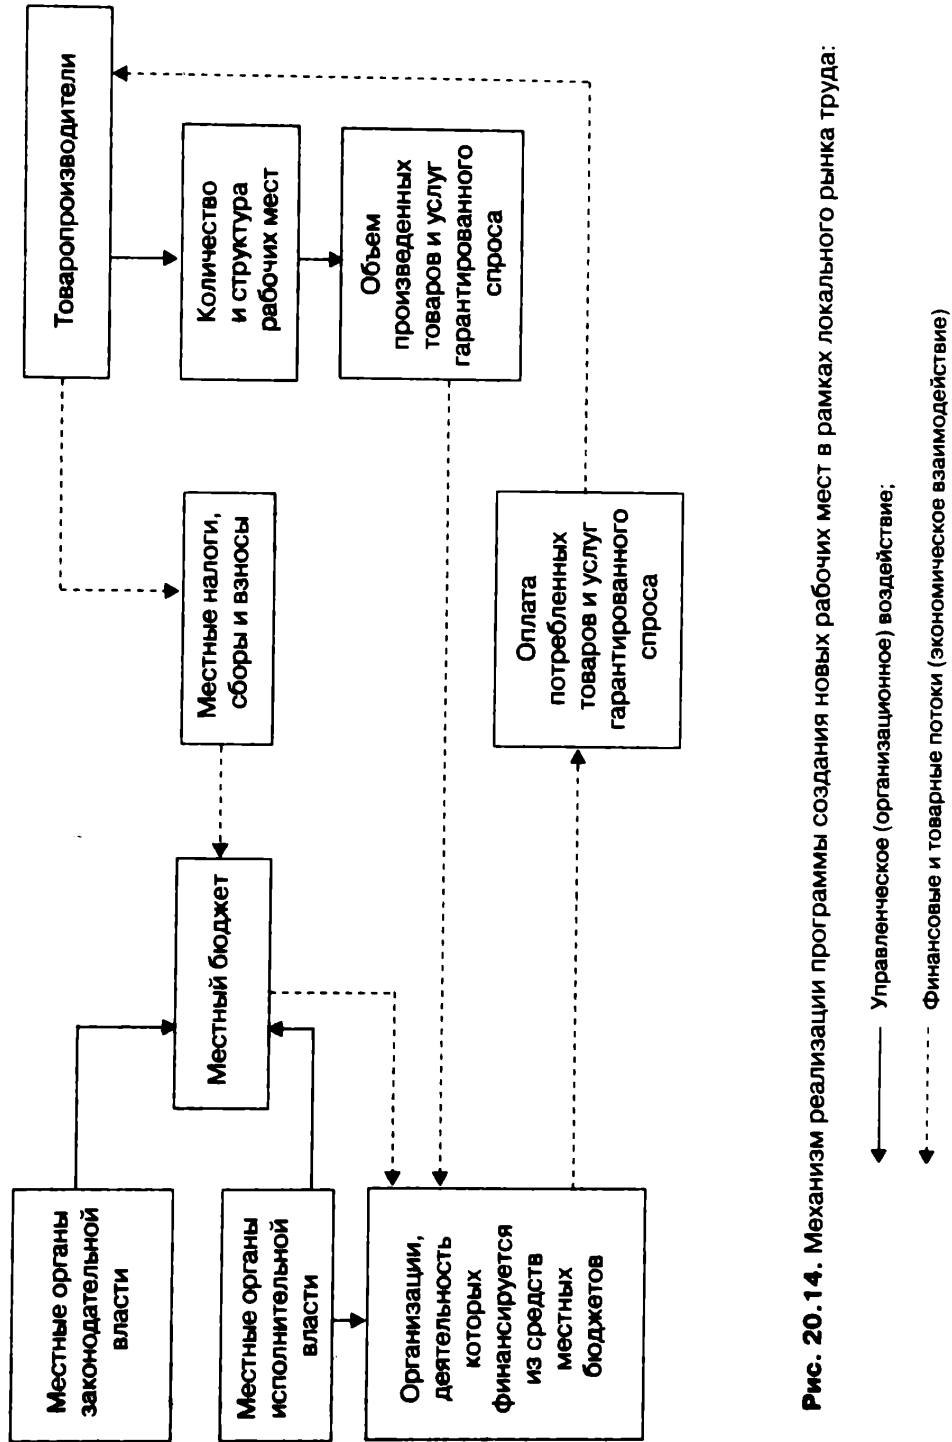 Местные органы
законодательной
власти
Местные органы
исполнительной
власти
Организации,
деятельность
которых
финансируется
из средств
местных
бюджетов
Местный бюджет
Местные налоги,
сборы и взносы
Оплата
потребленных
товаров и услуг
гарантированного
спроса
Товаропроизводители
Количество
и структура
рабочих мест
Объем
произведенных
товаров и услуг
гарантированного
спроса
Рис. 20.14. Механизм реализации программы создания новых рабочих мест в рамках локального рынка труда:
Управленческое (организационное) воздействие;
Финансовые и товарные потоки (экономическое взаимодействие)